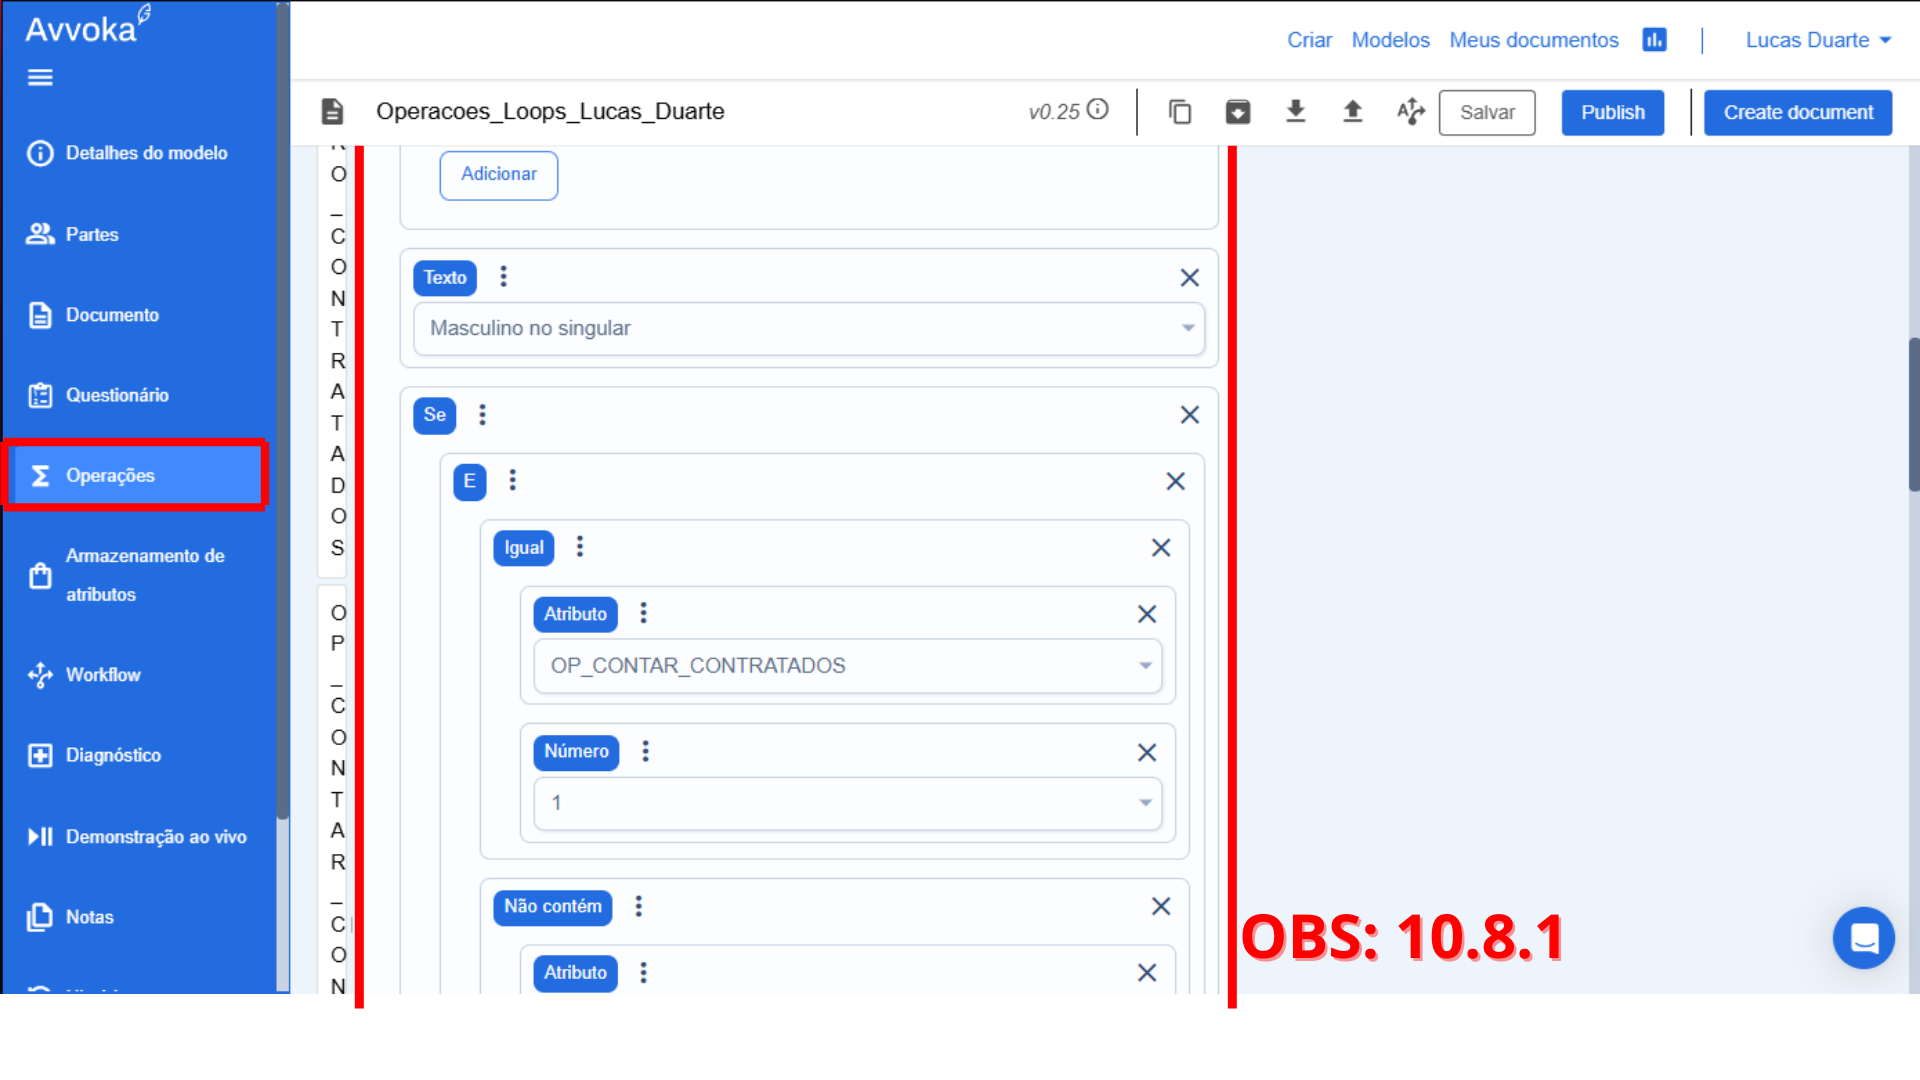 Avvoka
Criar Modelos Meus documentos Lucas Duarte
Operacoes_Loops_Lucas_Duarte v0.25 Salvar Publish Create document
Detalhes do modelo
Partes
Documento
Questionário
Operações
Armazenamento de
atributos
Workflow
Diagnóstico
Demonstração ao vivo
Notas
O
_
C
O
N
T
R
A
T
A
D
O
S
O
P
_
C
O
N
T
A
R
_
C
O
N
Adicionar
Texto
Masculino no singular
Se
E
Igual
Atributo
OP_CONTAR_CONTRATADOS
Número
1
Não contém
Atributo
OBS: 10.8.1